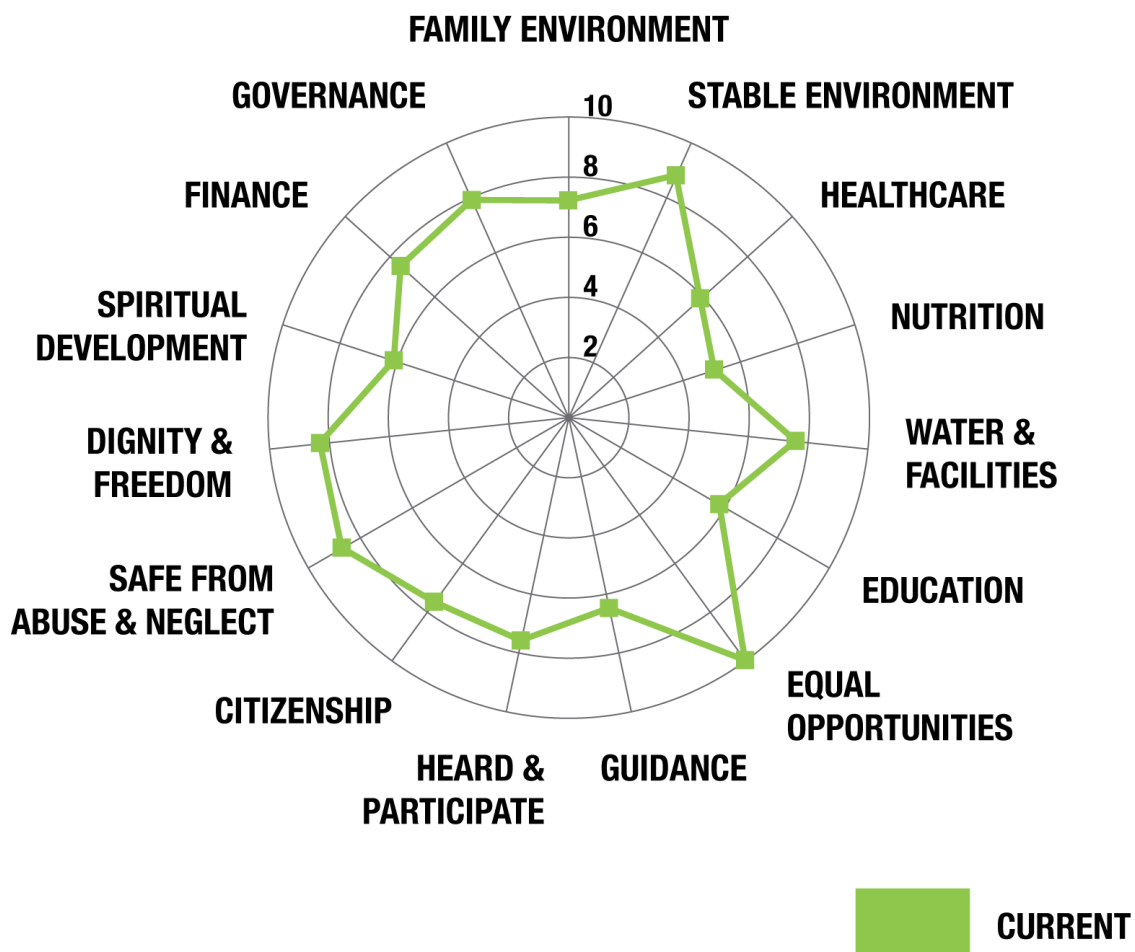 FAMILY ENVIRONMENT
GOVERNANCE
STABLE ENVIRONMENT
10
8
6
4
2
FINANCE
HEALTHCARE
SPIRITUAL
DEVELOPMENT
NUTRITION
DIGNITY &
FREEDOM
WATER &
FACILITIES
SAFE FROM
ABUSE & NEGLECT
EDUCATION
CITIZENSHIP
EQUAL
OPPORTUNITIES
HEARD &
PARTICIPATE
GUIDANCE
CURRENT